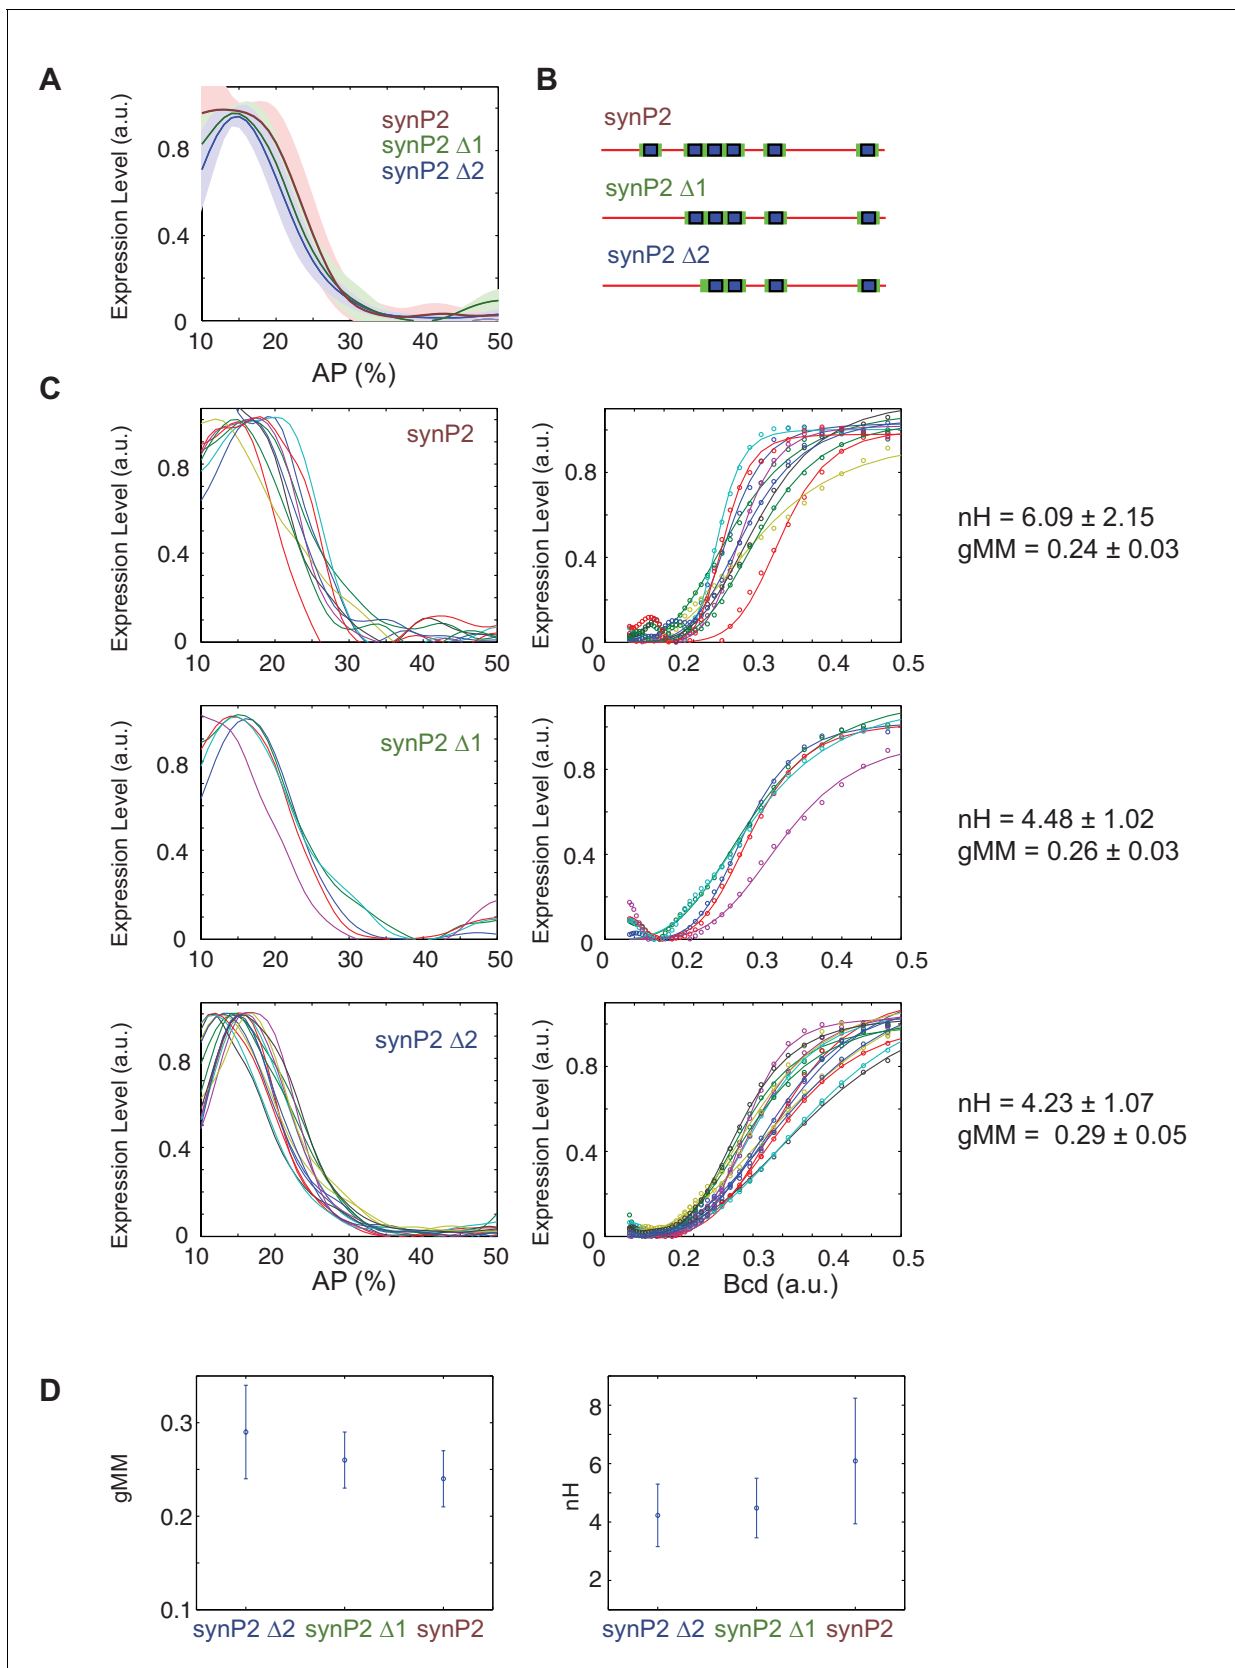 A
Expression Level (a.u.)
0.8
0.4
0
10 20 30 40 50
AP (%)
synP2
synP2 Δ1
synP2 Δ2
B
synP2
synP2 Δ1
synP2 Δ2
C
Expression Level (a.u.)
0.8
0.4
0
10 20 30 40 50
synP2
Expression Level (a.u.)
0.8
0.4
0
0 0.2 0.3 0.4 0.5
nH = 6.09 ± 2.15
gMM = 0.24 ± 0.03
Expression Level (a.u.)
0.8
0.4
0
10 20 30 40 50
synP2 Δ1
Expression Level (a.u.)
0.8
0.4
0
0 0.2 0.3 0.4 0.5
nH = 4.48 ± 1.02
gMM = 0.26 ± 0.03
Expression Level (a.u.)
0.8
0.4
0
10 20 30 40 50
AP (%)
synP2 Δ2
Expression Level (a.u.)
0.8
0.4
0
0 0.2 0.3 0.4 0.5
Bcd (a.u.)
nH = 4.23 ± 1.07
gMM = 0.29 ± 0.05
D
gMM
0.3
0.2
0.1
synP2 Δ2 synP2 Δ1 synP2
nH
8
6
4
2
synP2 Δ2 synP2 Δ1 synP2